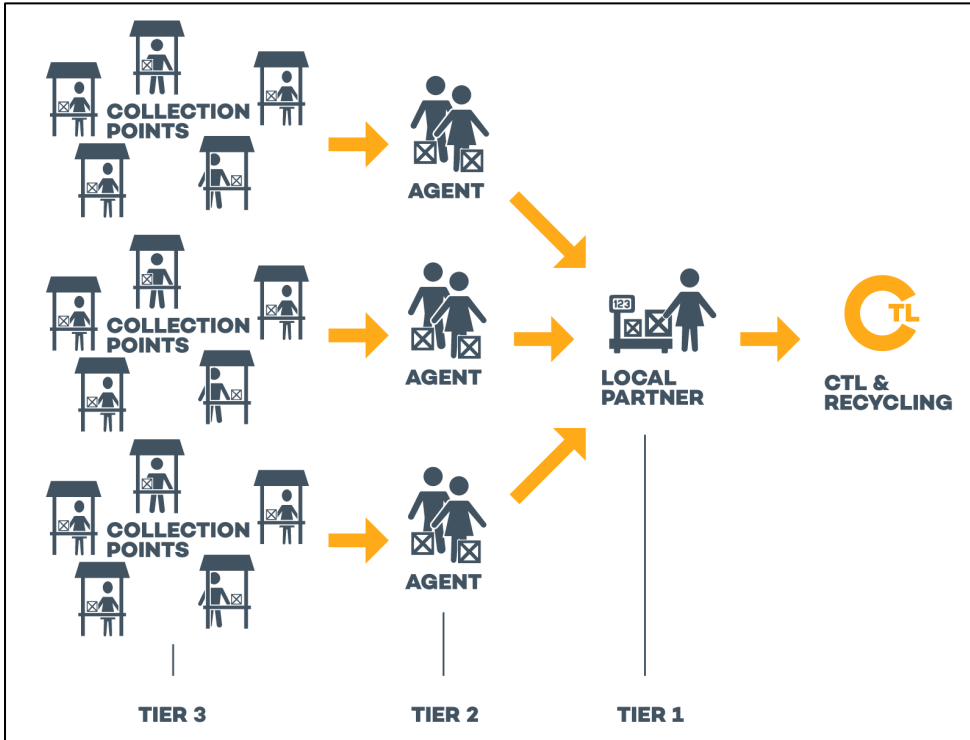 COLLECTION
POINTS
AGENT
COLLECTION
POINTS
AGENT
123
LOCAL
PARTNER
TL
CTL &
RECYCLING
COLLECTION
POINTS
AGENT
TIER 3
TIER 2
TIER 1